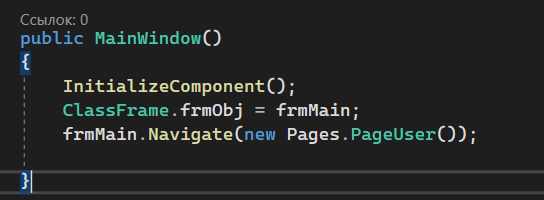 Ссылок: 0
public MainWindow()
{
InitializeComponent();
ClassFrame.frmObj = frmMain;
frmMain.Navigate(new Pages.PageUser());
}